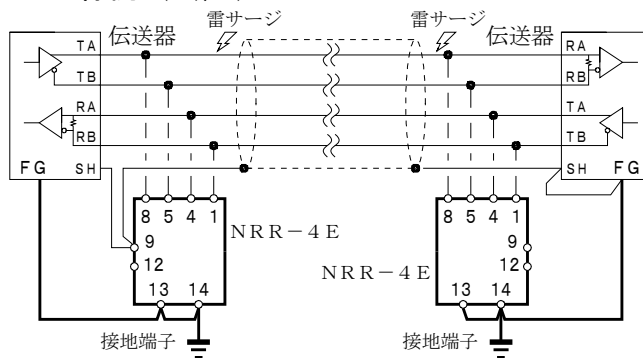 雷サージ 雷サージ
伝送器 伝送器
TA RA
TB RB
RA TA
RB TB
FG SH SH FG
8 5 4 1 8 5 4 1
9 NRR-4E 9
12 NRR-4E 12
13 14 13 14
接地端子 接地端子